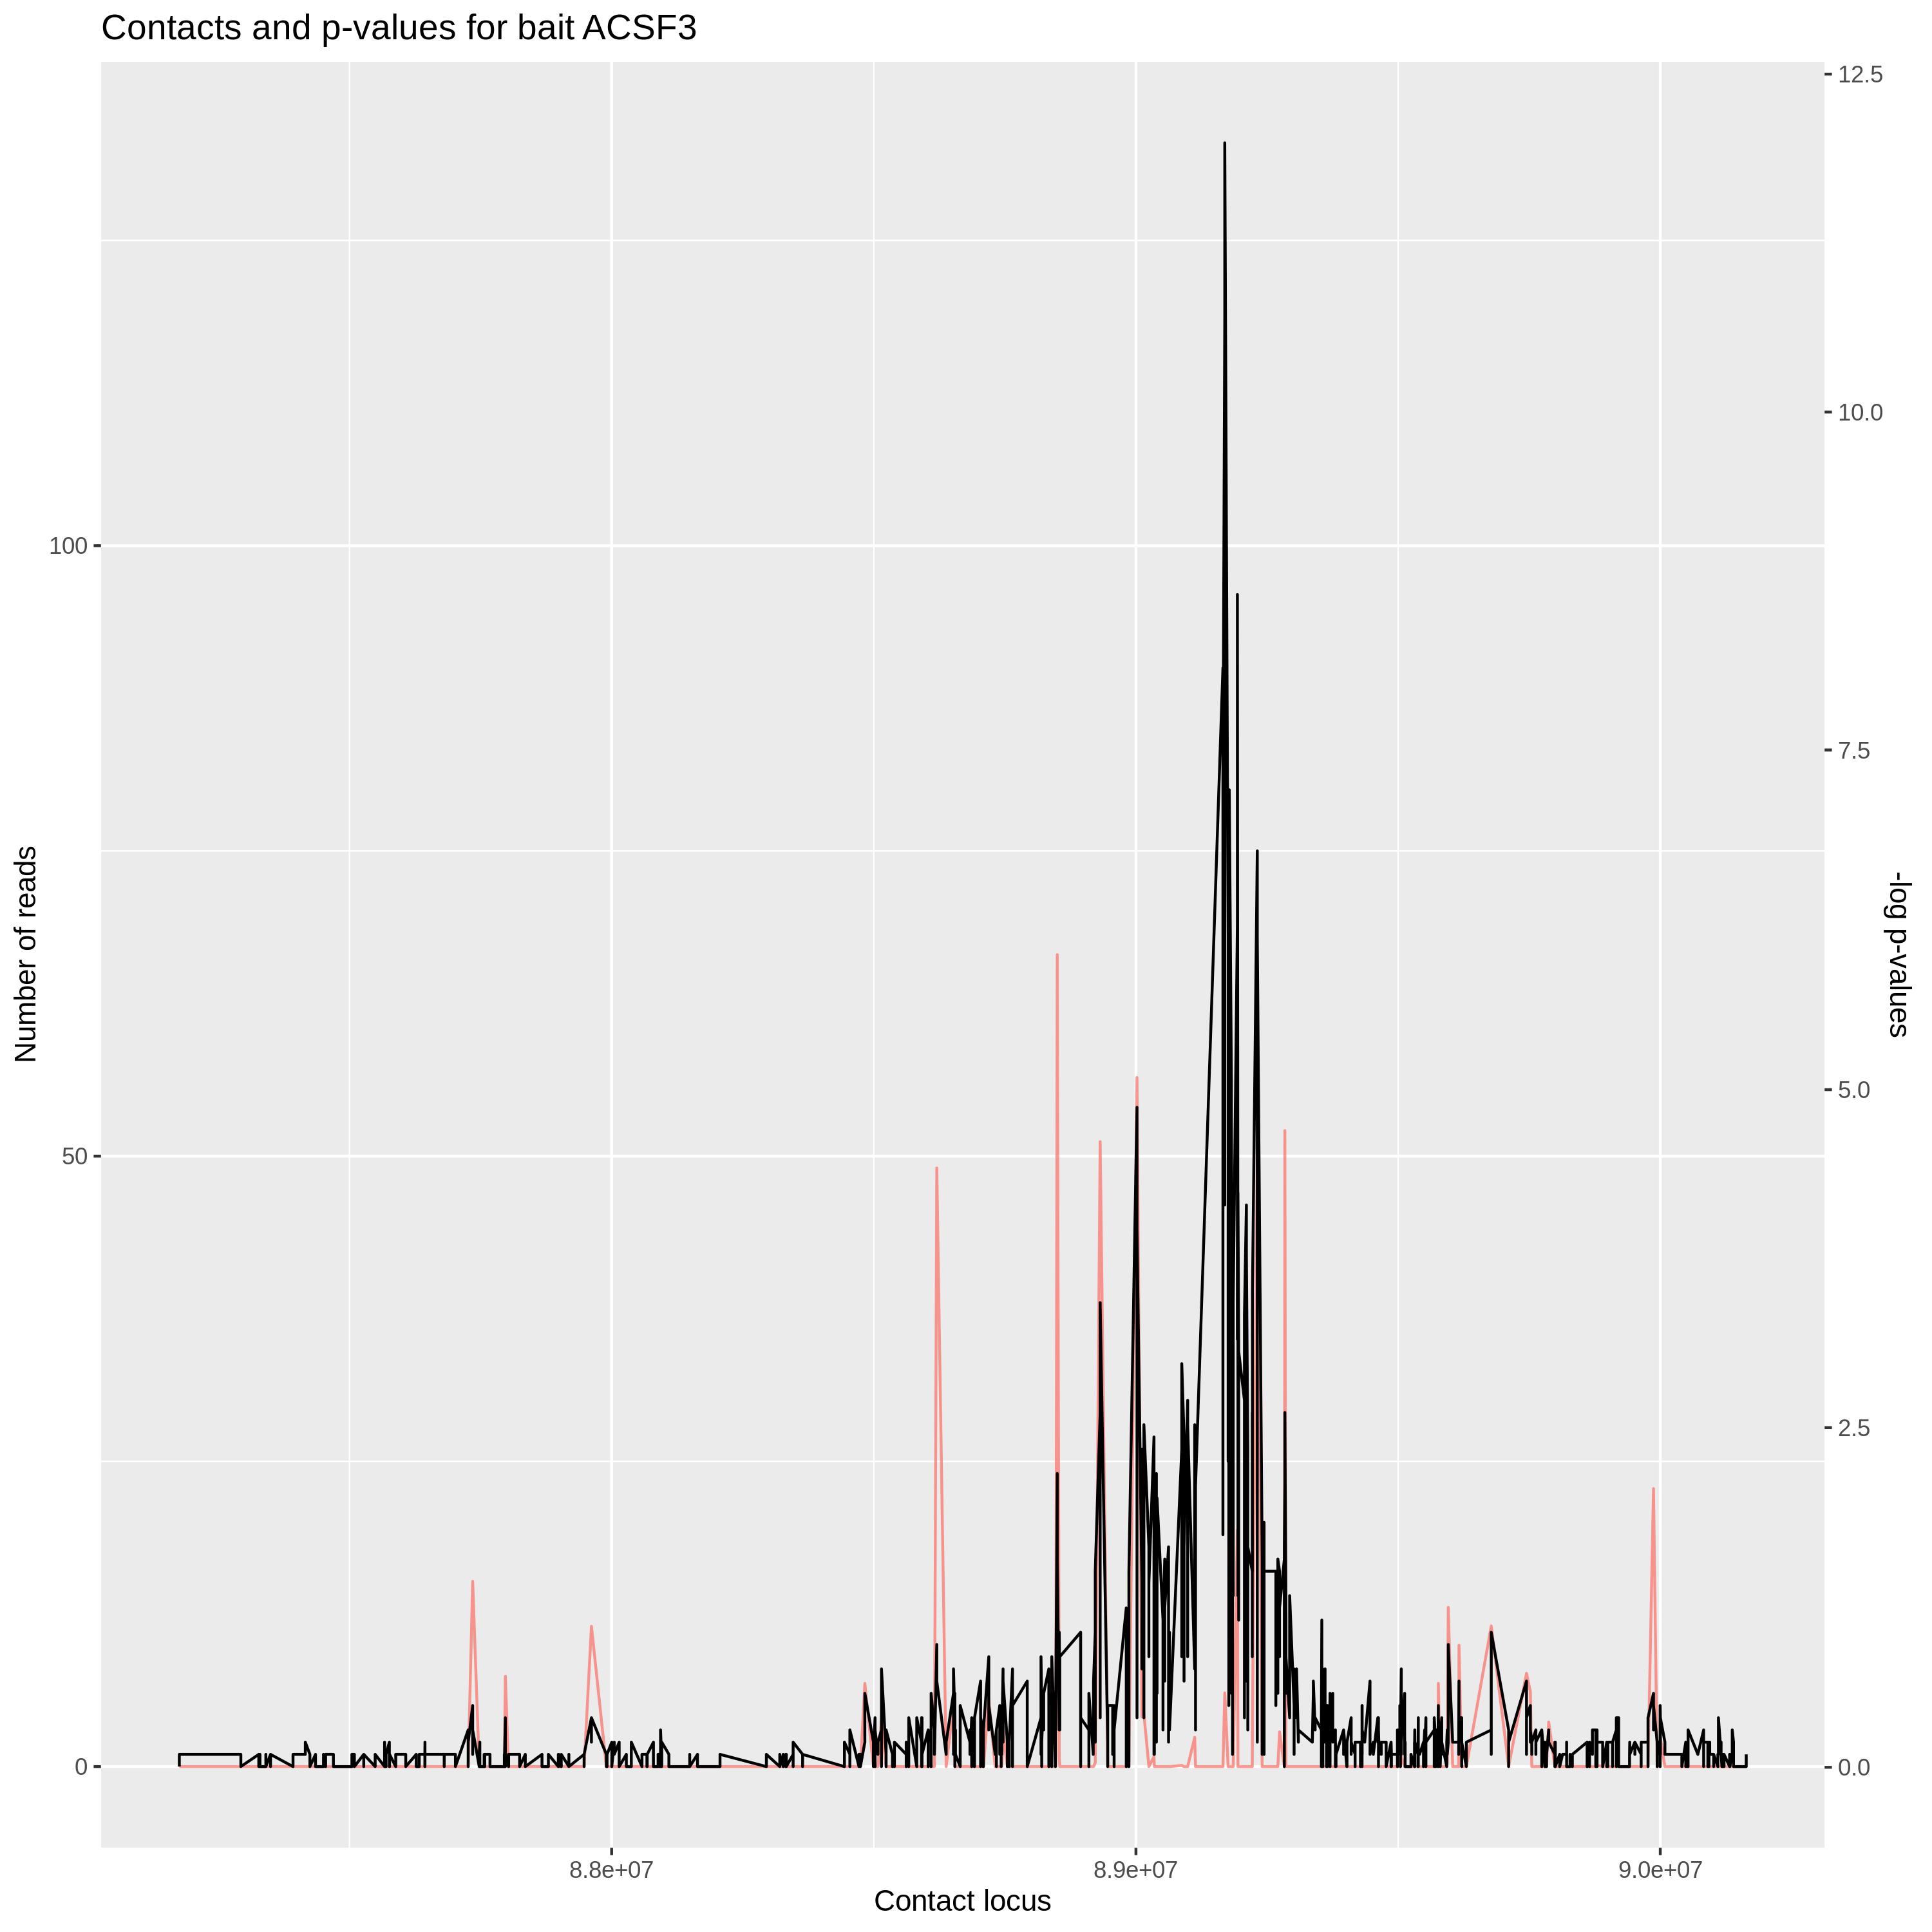 Contacts and p-values for bait ACSF3
12.5
10.0
100
7.5
Number of reads
-log p-values
5.0
50
2.5
0
0.0
8.8e+07
8.9e+07
9.0e+07
Contact locus